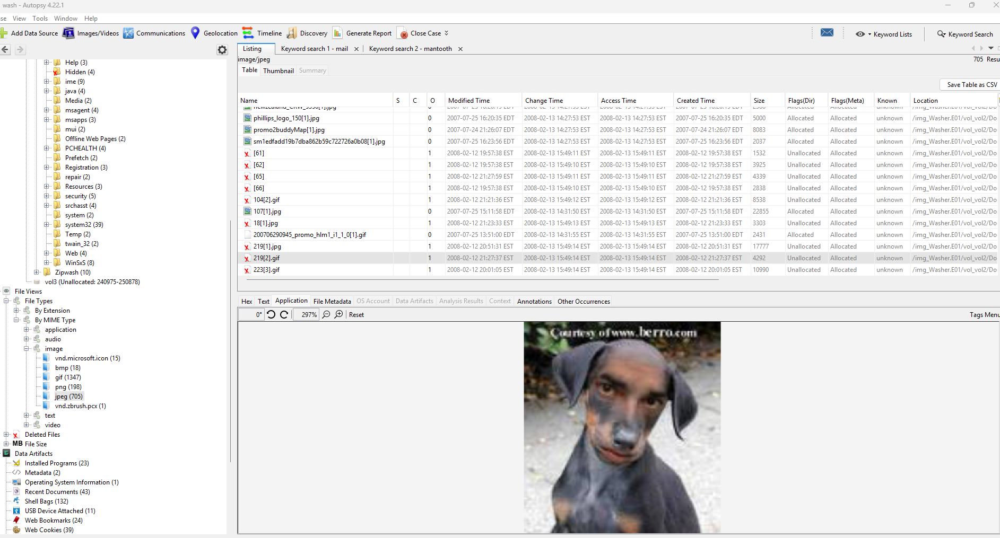 wash - Autopsy 4.22.1
se View Tools Window Help
Add Data Source Images/Videos Communications Geolocation Timeline Discovery Generate Report Close Case Keyword Lists Keyword Search
Listing Keyword search 1 - mail × Keyword search 2 - mantooth ×
image/jpeg 705 Resu
Table Thumbnail Summary
Save Table as CSV
Name S C O Modified Time Change Time Access Time Created Time Size Flags(Dir) Flags(Meta) Known Location
phillips_logo_150[1].jpg 0 2007-07-25 16:20:35 EDT 2008-02-13 14:27:53 EST 2008-02-13 14:27:53 EST 2007-07-25 16:20:35 EDT 5000 Allocated Allocated unknown /img_Washer.E01/vol_vol2/Do
promo2buddyMap[1].jpg 0 2007-07-24 21:26:07 EDT 2008-02-13 14:27:53 EST 2008-02-13 14:27:53 EST 2007-07-24 21:26:07 EDT 8083 Allocated Allocated unknown /img_Washer.E01/vol_vol2/Do
sm1edfadd19b7dba862b59c722726a0b08[1].jpg 0 2007-07-25 16:23:56 EDT 2008-02-13 14:27:53 EST 2008-02-13 14:27:53 EST 2007-07-25 16:23:56 EDT 2037 Allocated Allocated unknown /img_Washer.E01/vol_vol2/Do
[61] 1 2008-02-12 19:57:38 EST 2008-02-13 15:49:11 EST 2008-02-13 15:49:11 EST 2008-02-12 19:57:38 EST 1532 Unallocated Allocated unknown /img_Washer.E01/vol_vol2/Do
[62] 1 2008-02-12 19:57:38 EST 2008-02-13 15:49:10 EST 2008-02-13 15:49:10 EST 2008-02-12 19:57:38 EST 3925 Unallocated Allocated unknown /img_Washer.E01/vol_vol2/Do
[65] 1 2008-02-12 21:27:59 EST 2008-02-13 15:49:11 EST 2008-02-13 15:49:11 EST 2008-02-12 21:27:59 EST 4339 Unallocated Allocated unknown /img_Washer.E01/vol_vol2/Do
[66] 1 2008-02-12 19:57:38 EST 2008-02-13 15:49:10 EST 2008-02-13 15:49:10 EST 2008-02-12 19:57:38 EST 2838 Unallocated Allocated unknown /img_Washer.E01/vol_vol2/Do
104[2].gif 1 2008-02-12 21:21:36 EST 2008-02-13 15:49:12 EST 2008-02-13 15:49:12 EST 2008-02-12 21:21:36 EST 8538 Unallocated Allocated unknown /img_Washer.E01/vol_vol2/Do
107[1].jpg 0 2007-07-25 15:11:58 EDT 2008-02-13 14:31:50 EST 2008-02-13 14:31:50 EST 2007-07-25 15:11:58 EDT 22855 Allocated Allocated unknown /img_Washer.E01/vol_vol2/Do
18[1].jpg 1 2008-02-12 21:23:33 EST 2008-02-13 15:49:13 EST 2008-02-13 15:49:13 EST 2008-02-12 21:23:33 EST 3303 Unallocated Allocated unknown /img_Washer.E01/vol_vol2/Do
200706290945_promo_hlm1_i1_1_0[1].gif 0 2007-07-25 13:51:00 EDT 2008-02-13 14:31:55 EST 2008-02-13 14:31:55 EST 2007-07-25 13:51:00 EDT 2431 Allocated Allocated unknown /img_Washer.E01/vol_vol2/Do
219[1].jpg 1 2008-02-12 20:51:31 EST 2008-02-13 15:49:14 EST 2008-02-13 15:49:14 EST 2008-02-12 20:51:31 EST 17777 Unallocated Allocated unknown /img_Washer.E01/vol_vol2/Do
219[2].gif 1 2008-02-12 21:27:37 EST 2008-02-13 15:49:14 EST 2008-02-13 15:49:14 EST 2008-02-12 21:27:37 EST 4292 Unallocated Allocated unknown /img_Washer.E01/vol_vol2/Do
223[3].gif 1 2008-02-12 20:01:05 EST 2008-02-13 15:49:14 EST 2008-02-13 15:49:14 EST 2008-02-12 20:01:05 EST 10990 Unallocated Allocated unknown /img_Washer.E01/vol_vol2/Do
Help (3)
Hidden (4)
ime (9)
java (4)
Media (2)
msagent (4)
msapps (3)
mui (2)
Offline Web Pages (2)
PCHEALTH (4)
Prefetch (2)
Registration (3)
repair (2)
Resources (3)
security (5)
srchasst (4)
system (2)
system32 (39)
Temp (2)
twain_32 (2)
Web (4)
WinSxS (8)
Zipwash (10)
vol3 (Unallocated: 240975-250878)
File Views
File Types
By Extension
By MIME Type
application
audio
image
vnd.microsoft.icon (15)
bmp (18)
gif (1347)
png (198)
jpeg (705)
vnd.zbrush.pcx (1)
text
video
Deleted Files
MB File Size
Data Artifacts
Installed Programs (23)
Metadata (2)
Operating System Information (1)
Recent Documents (43)
Shell Bags (132)
USB Device Attached (11)
Web Bookmarks (24)
Web Cookies (39)
Hex Text Application File Metadata OS Account Data Artifacts Analysis Results Context Annotations Other Occurrences
0° 297% Reset Tags Menu
Courtesy of www.berro.com